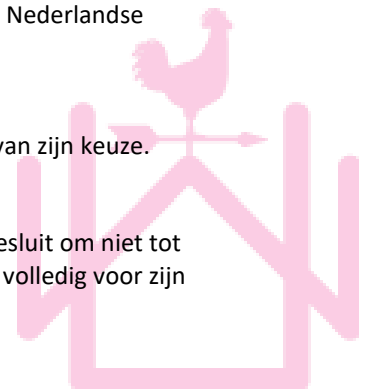 Nederlandse
van zijn keuze.
esluit om niet tot
volledig voor zijn